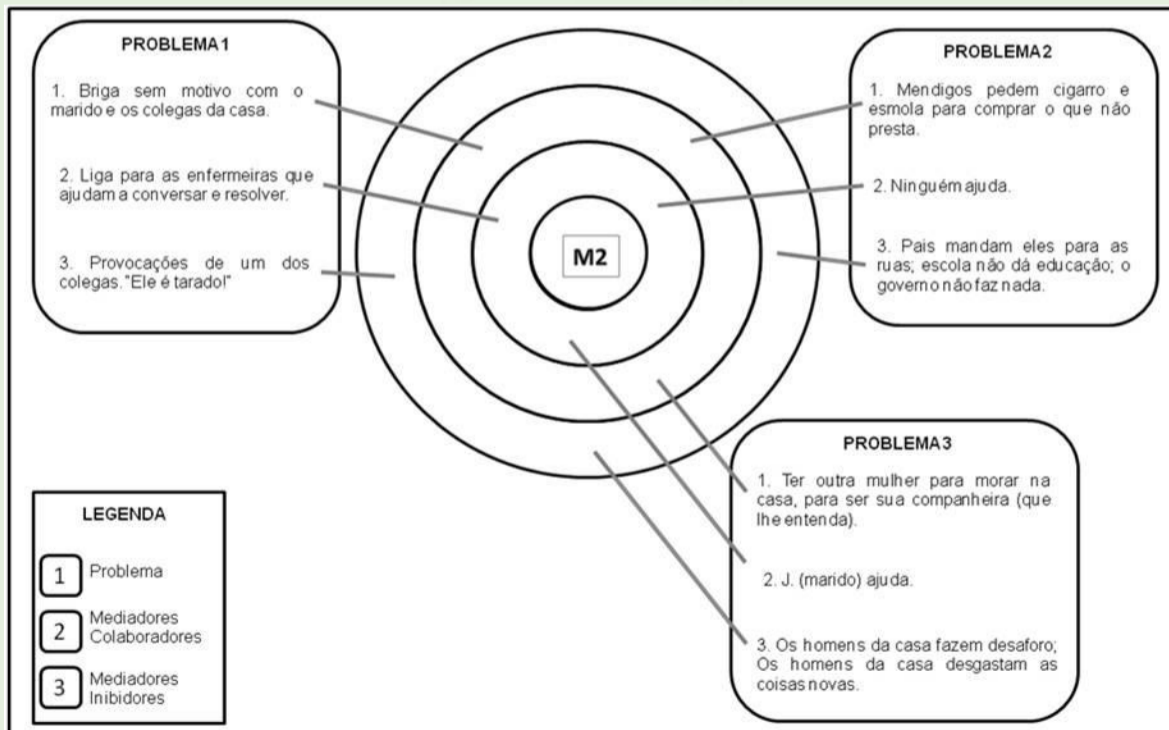 PROBLEMA1
1. Briga sem motivo com o
marido e os colegas da casa.
2. Liga para as enfermeiras que
ajudam a conversar e resolver.
3. Provocações de um dos
colegas."Ele é tarado!"
PROBLEMA2
1. Mendigos pedem cigarro e
esmola para comprar o que não
presta.
2. Ninguém ajuda.
3. Pais mandam eles para as
ruas; escola não dá educação; o
governo não faz nada.
M2
PROBLEMA3
1. Ter outra mulher para morar na
casa, para ser sua companheira (que
lhe entenda).
2. J. (marido) ajuda.
3. Os homens da casa fazem desaforo;
Os homens da casa desgastam as
coisas novas.
LEGENDA
1 Problema
2 Mediadores
Colaboradores
3 Mediadores
Inibidores